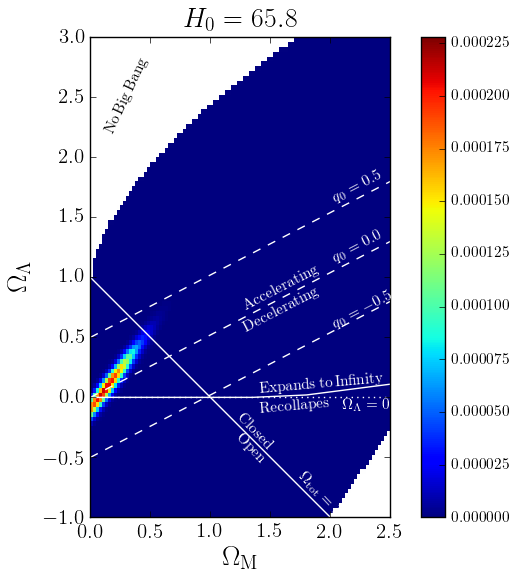 H₀ = 65.8
No Big Bang
q₀ = 0.5
q₀ = 0.0
Accelerating
Decelerating
q₀ = −0.5
Expands to Infinity
Recollapses
Ω_Λ = 0
Closed
Open
Ω_tot =
Ω_Λ
3.0
2.5
2.0
1.5
1.0
0.5
0.0
−0.5
−1.0
0.0 0.5 1.0 1.5 2.0 2.5
Ω_M
0.000225
0.000200
0.000175
0.000150
0.000125
0.000100
0.000075
0.000050
0.000025
0.000000